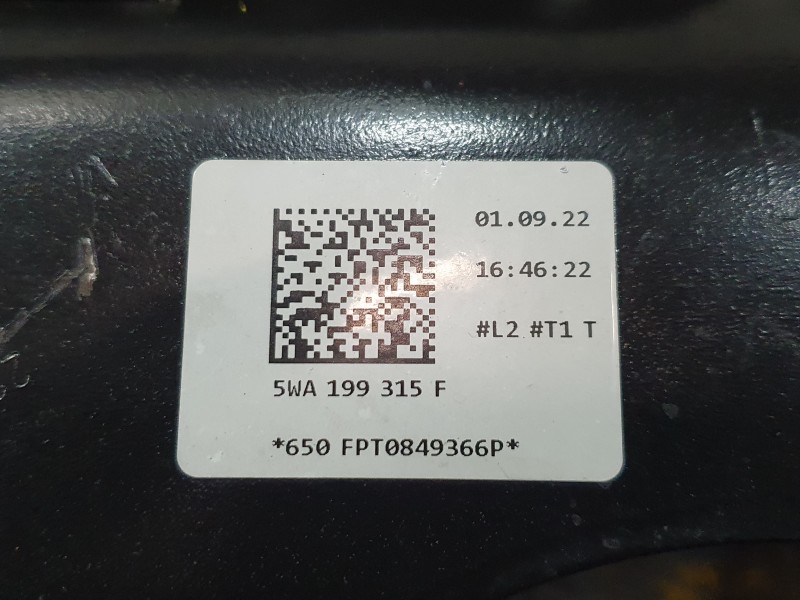 01.09.22
16:46:22
#L2 #T1 T
5WA 199 315 F
*650 FPT0849366P*